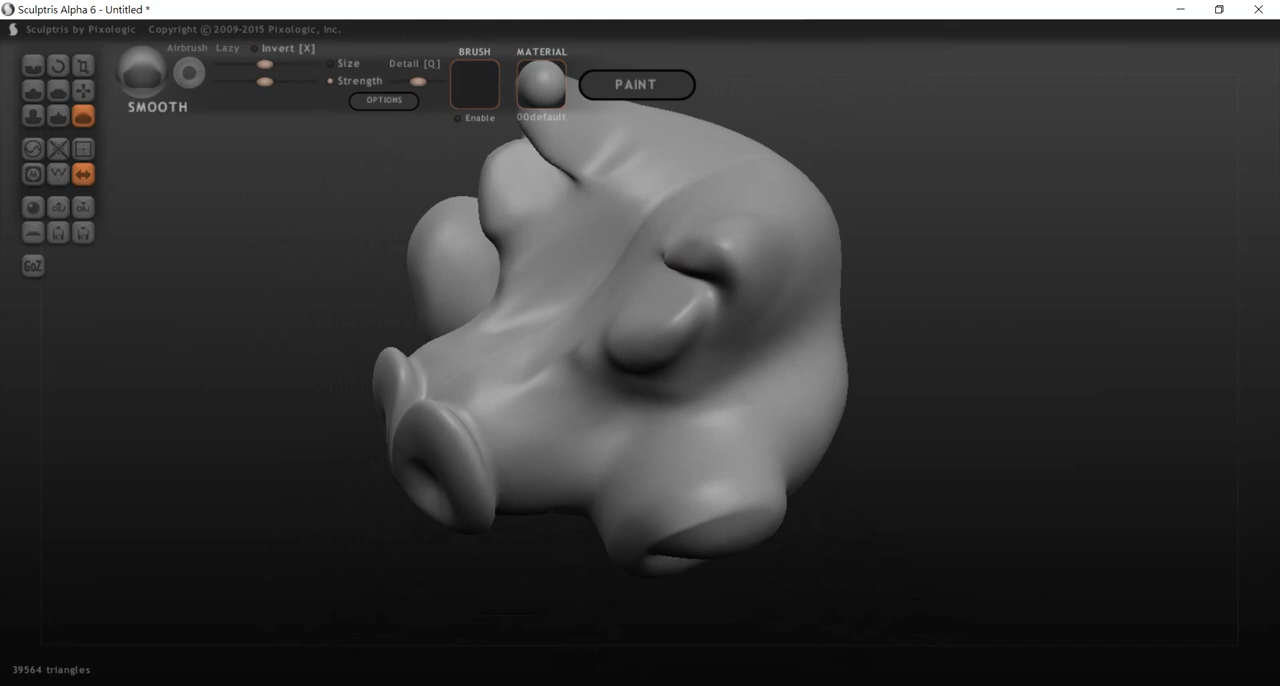 Sculptris Alpha 6 - Untitled *
Sculptris by Pixologic Copyright © 2009-2015 Pixologic, Inc.
Airbrush Lazy Invert [X]
BRUSH MATERIAL
Size Detail [Q]
Strength
PAINT
OPTIONS
SMOOTH
Enable 00default
GoZ
39564 triangles